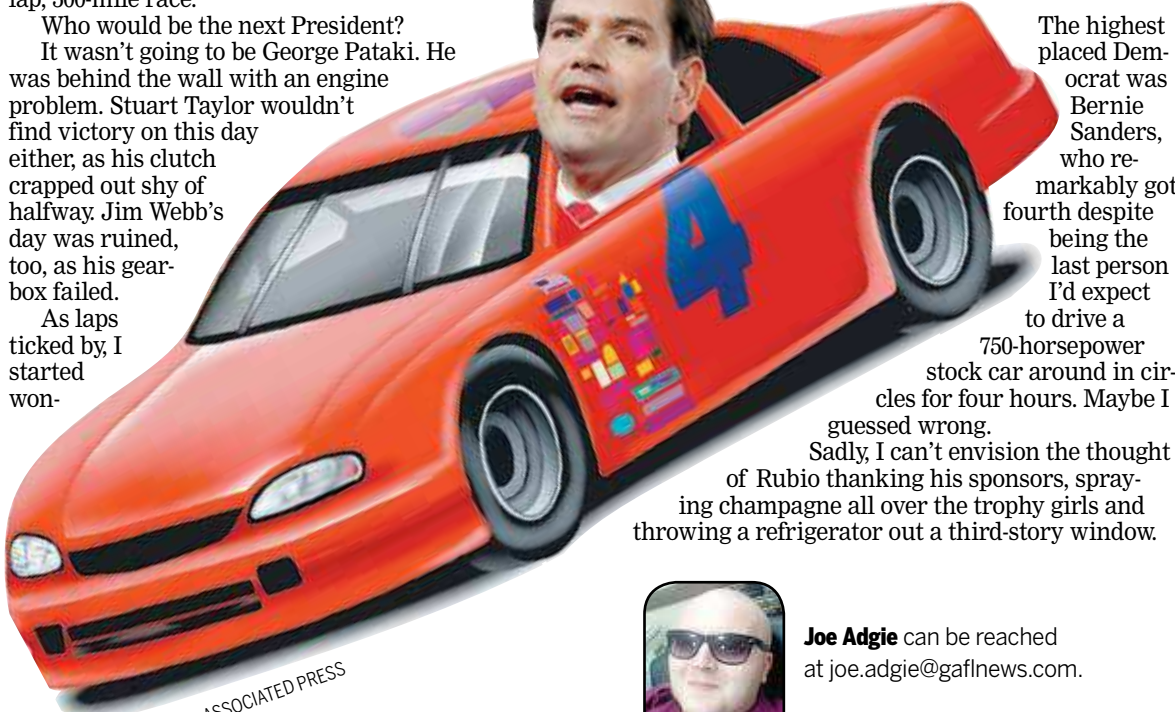 lap, 500-mile race.
Who would be the next President?
It wasn't going to be George Pataki. He
was behind the wall with an engine
problem. Stuart Taylor wouldn't
find victory on this day
either, as his clutch
crapped out shy of
halfway. Jim Webb's
day was ruined,
too, as his gear-
box failed.
As laps
ticked by, I
started
won-
4
ASSOCIATED PRESS
The highest
placed Dem-
ocrat was
Bernie
Sanders,
who re-
markably got
fourth despite
being the
last person
I'd expect
to drive a
750-horsepower
stock car around in cir-
cles for four hours. Maybe I
guessed wrong.
Sadly, I can't envision the thought
of Rubio thanking his sponsors, spray-
ing champagne all over the trophy girls and
throwing a refrigerator out a third-story window.
Joe Adgie can be reached
at joe.adgie@gaflnews.com.